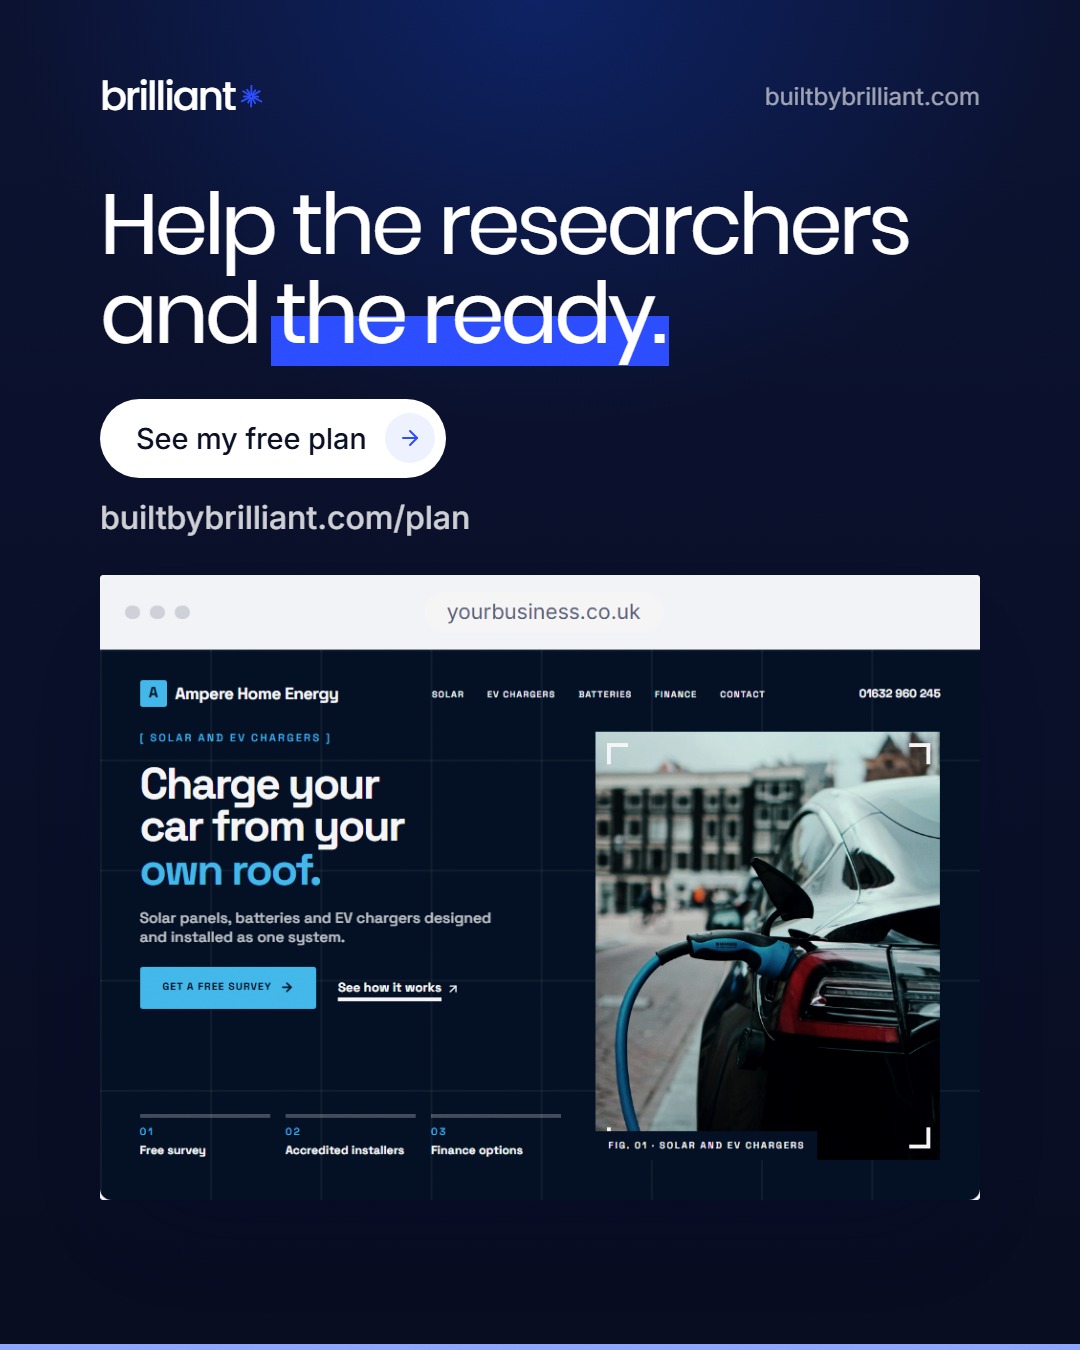 brilliant
builtbybrilliant.com
Help the researchers
and the ready.
See my free plan
builtbybrilliant.com/plan
yourbusiness.co.uk
A Ampere Home Energy
SOLAR EV CHARGERS BATTERIES FINANCE CONTACT
01632 960 245
[ SOLAR AND EV CHARGERS ]
Charge your
car from your
own roof.
Solar panels, batteries and EV chargers designed
and installed as one system.
GET A FREE SURVEY
See how it works
01
Free survey
02
Accredited installers
03
Finance options
FIG. 01 · SOLAR AND EV CHARGERS